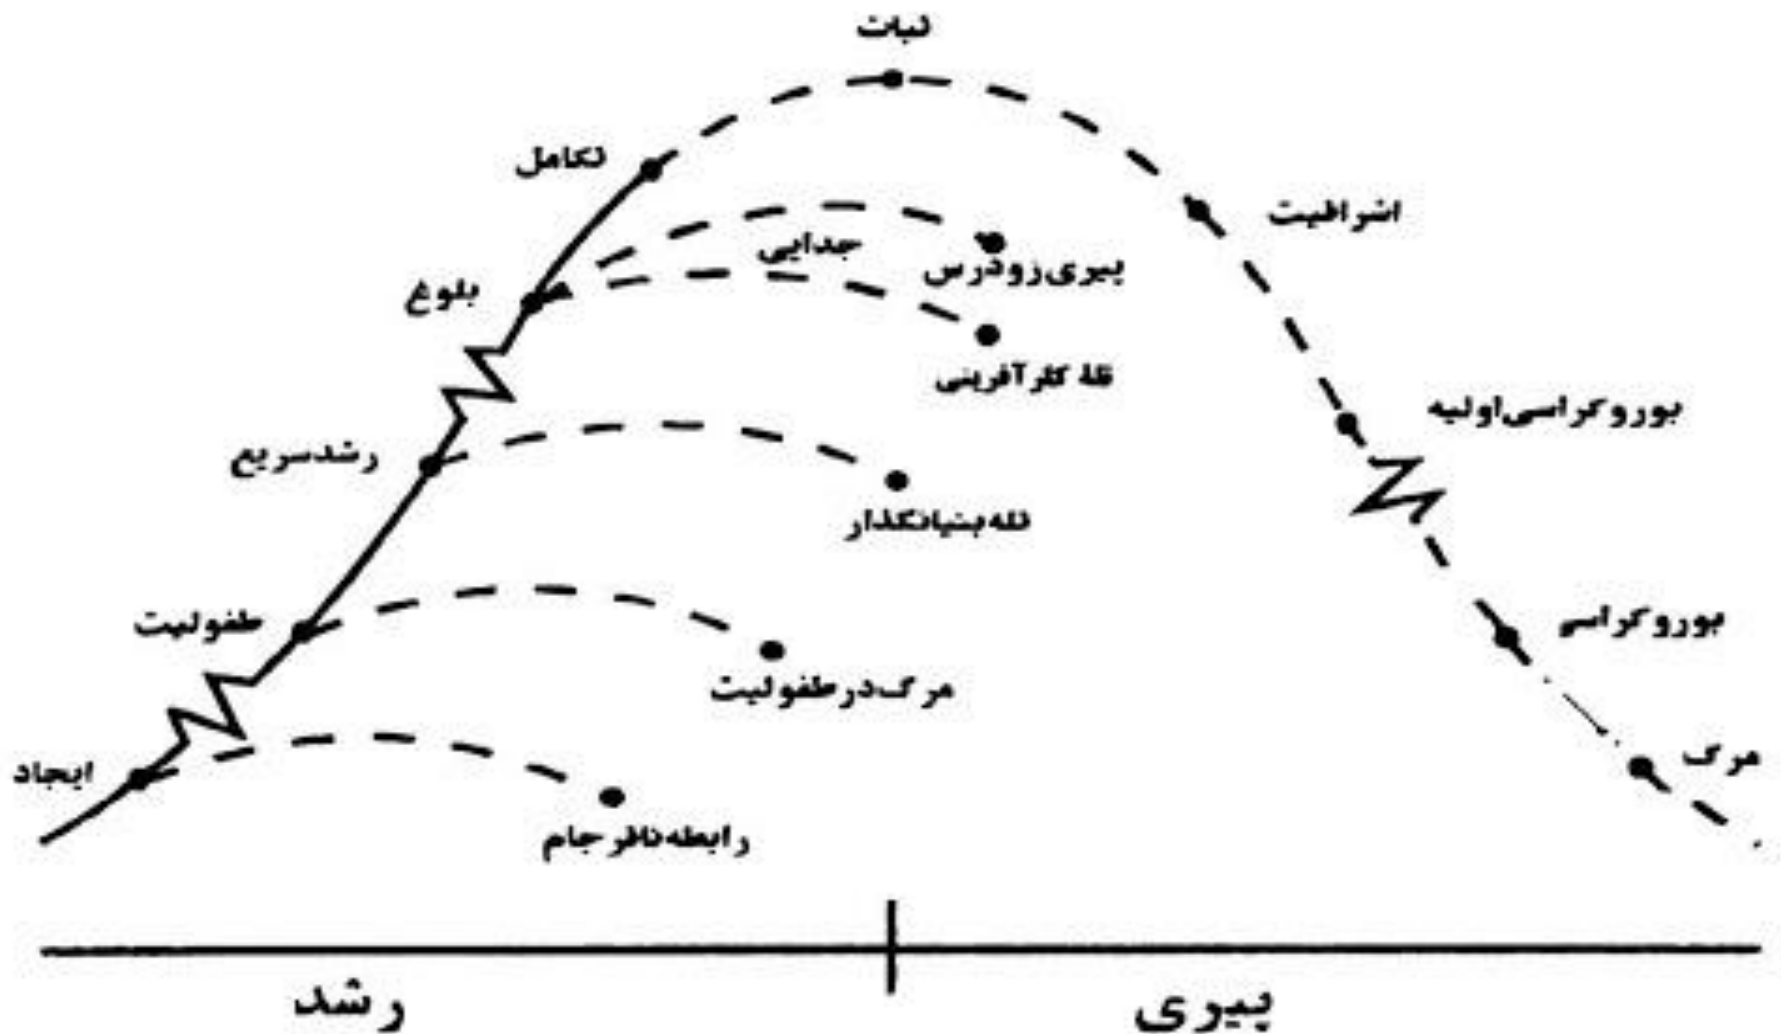 ثبات
تکامل
اشرافیت
جدایی
پیری زودرس
بلوغ
تله کارآفرینی
بوروکراسی اولیه
رشد سریع
تله بنیانگذار
طفولیت
بوروکراسی
مرگ در طفولیت
ایجاد
مرگ
رابطه نافرجام
رشد
پیری